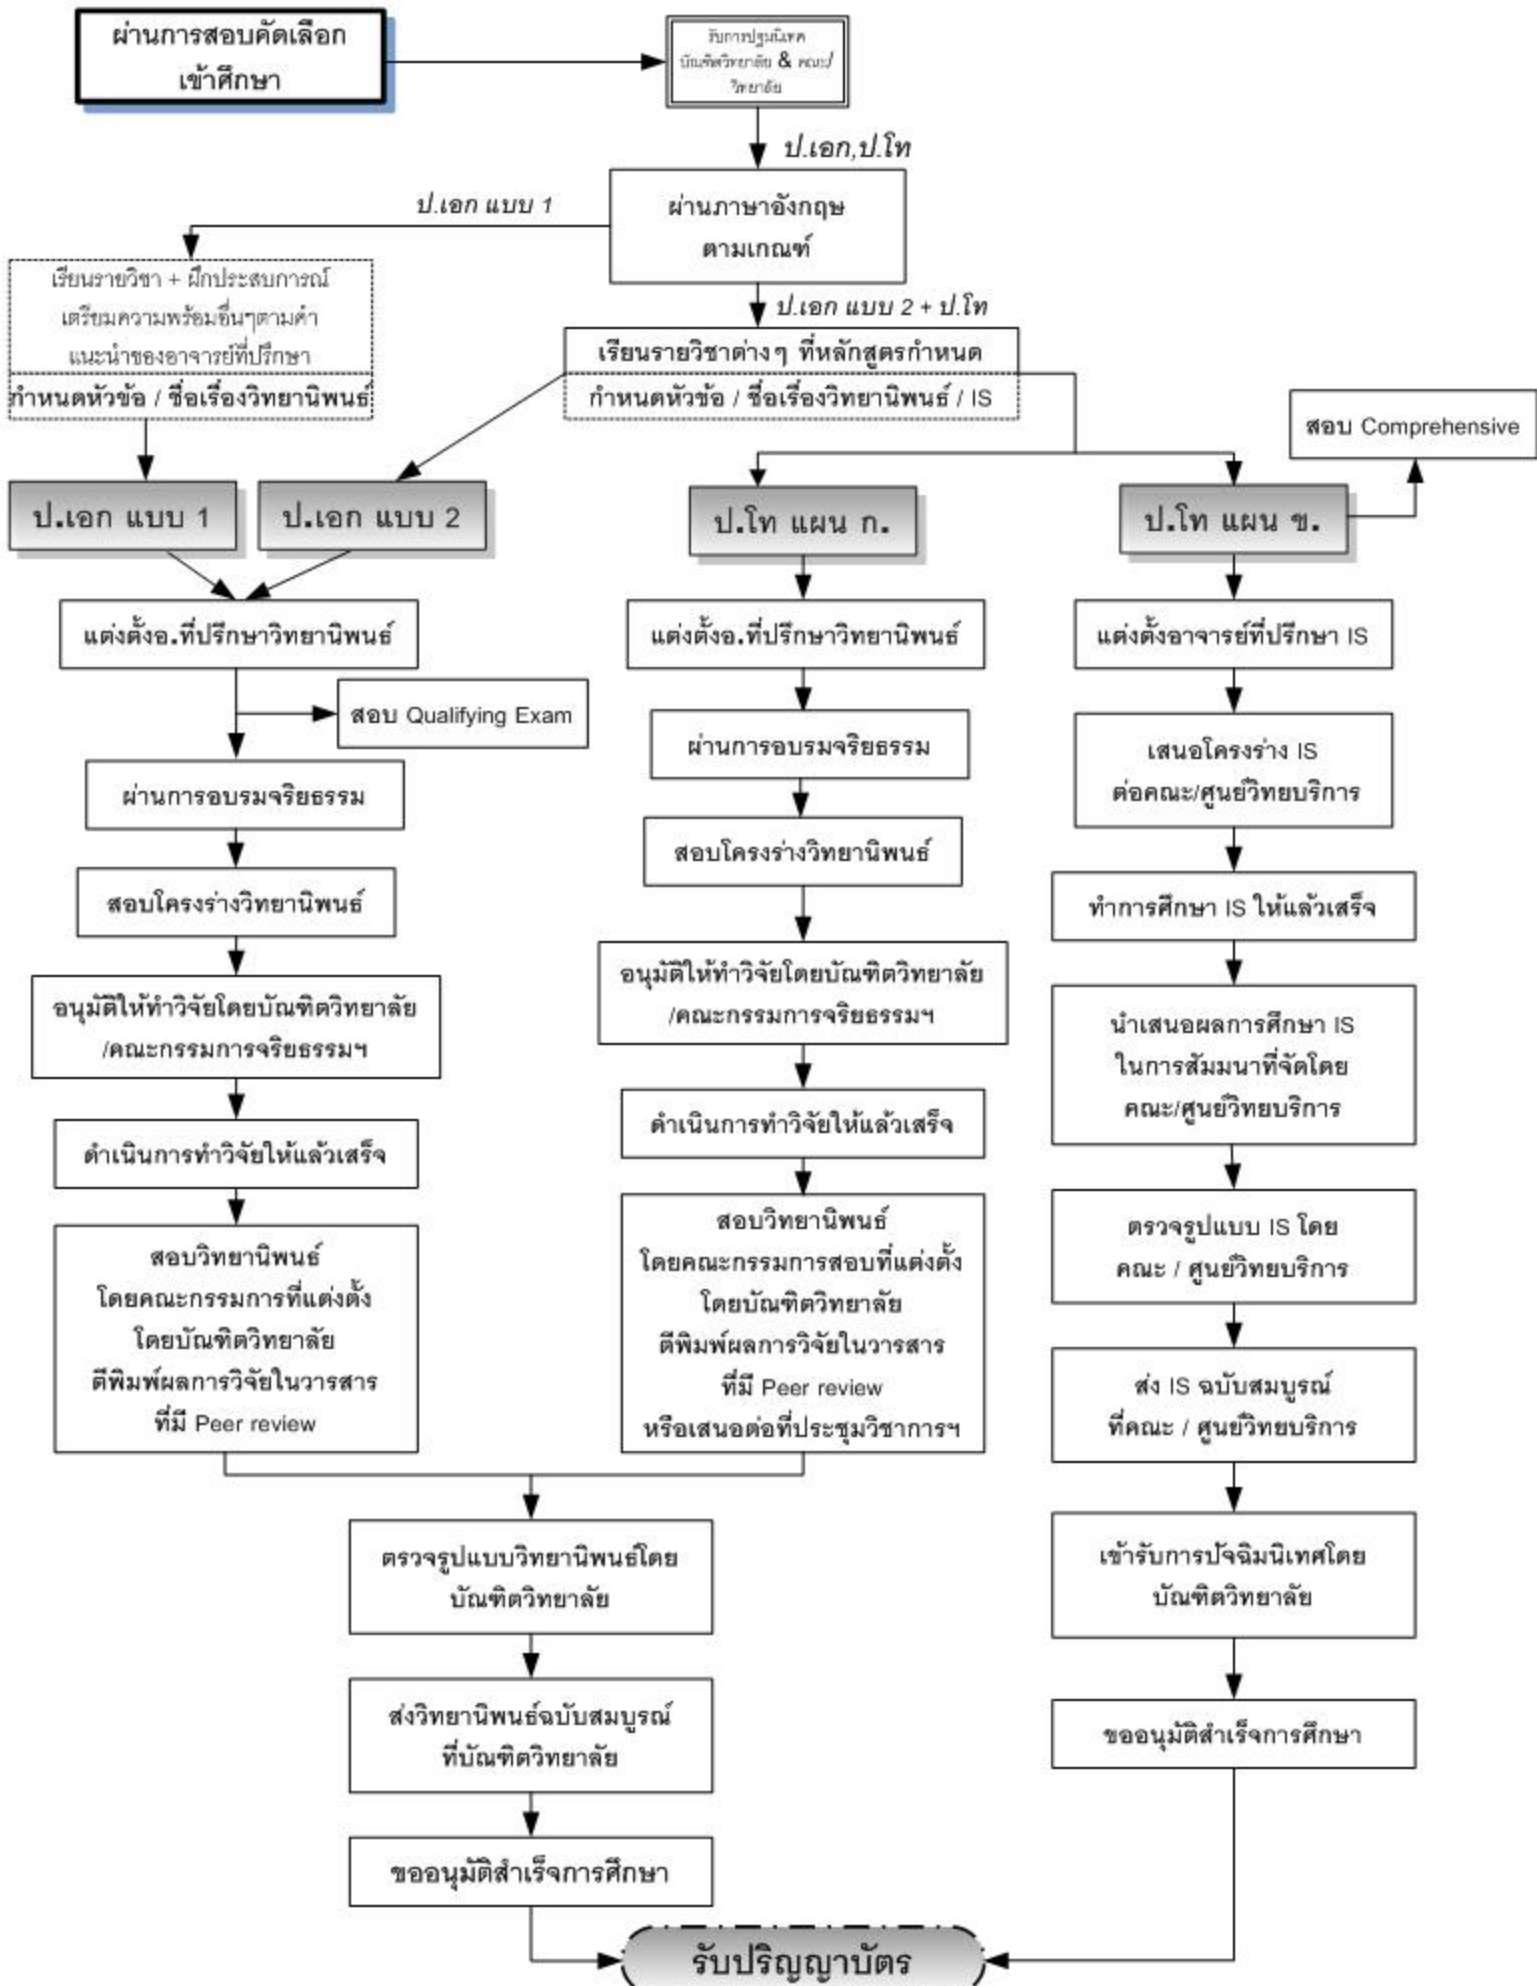 ผ่านการสอบคัดเลือก
เข้าศึกษา
รับการปฐมนิเทศ
บัณฑิตวิทยาลัย & คณะ/
วิทยาลัย
ป.เอก,ป.โท
ป.เอก แบบ 1
ผ่านภาษาอังกฤษ
ตามเกณฑ์
เรียนรายวิชา + ฝึกประสบการณ์
เตรียมความพร้อมอื่นๆตามคำ
แนะนำของอาจารย์ที่ปรึกษา
กำหนดหัวข้อ / ชื่อเรื่องวิทยานิพนธ์
ป.เอก แบบ 2 + ป.โท
เรียนรายวิชาต่างๆ ที่หลักสูตรกำหนด
กำหนดหัวข้อ / ชื่อเรื่องวิทยานิพนธ์ / IS
สอบ Comprehensive
ป.เอก แบบ 1
ป.เอก แบบ 2
ป.โท แผน ก.
ป.โท แผน ข.
แต่งตั้งอ.ที่ปรึกษาวิทยานิพนธ์
สอบ Qualifying Exam
ผ่านการอบรมจริยธรรม
สอบโครงร่างวิทยานิพนธ์
อนุมัติให้ทำวิจัยโดยบัณฑิตวิทยาลัย
/คณะกรรมการจริยธรรมฯ
ดำเนินการทำวิจัยให้แล้วเสร็จ
สอบวิทยานิพนธ์
โดยคณะกรรมการที่แต่งตั้ง
โดยบัณฑิตวิทยาลัย
ตีพิมพ์ผลการวิจัยในวารสาร
ที่มี Peer review
แต่งตั้งอ.ที่ปรึกษาวิทยานิพนธ์
ผ่านการอบรมจริยธรรม
สอบโครงร่างวิทยานิพนธ์
อนุมัติให้ทำวิจัยโดยบัณฑิตวิทยาลัย
/คณะกรรมการจริยธรรมฯ
ดำเนินการทำวิจัยให้แล้วเสร็จ
สอบวิทยานิพนธ์
โดยคณะกรรมการสอบที่แต่งตั้ง
โดยบัณฑิตวิทยาลัย
ตีพิมพ์ผลการวิจัยในวารสาร
ที่มี Peer review
หรือเสนอต่อที่ประชุมวิชาการฯ
แต่งตั้งอาจารย์ที่ปรึกษา IS
เสนอโครงร่าง IS
ต่อคณะ/ศูนย์วิทยบริการ
ทำการศึกษา IS ให้แล้วเสร็จ
นำเสนอผลการศึกษา IS
ในการสัมมนาที่จัดโดย
คณะ/ศูนย์วิทยบริการ
ตรวจรูปแบบ IS โดย
คณะ / ศูนย์วิทยบริการ
ส่ง IS ฉบับสมบูรณ์
ที่คณะ / ศูนย์วิทยบริการ
เข้ารับการปัจฉิมนิเทศโดย
บัณฑิตวิทยาลัย
ขออนุมัติสำเร็จการศึกษา
ตรวจรูปแบบวิทยานิพนธ์โดย
บัณฑิตวิทยาลัย
ส่งวิทยานิพนธ์ฉบับสมบูรณ์
ที่บัณฑิตวิทยาลัย
ขออนุมัติสำเร็จการศึกษา
รับปริญญาบัตร